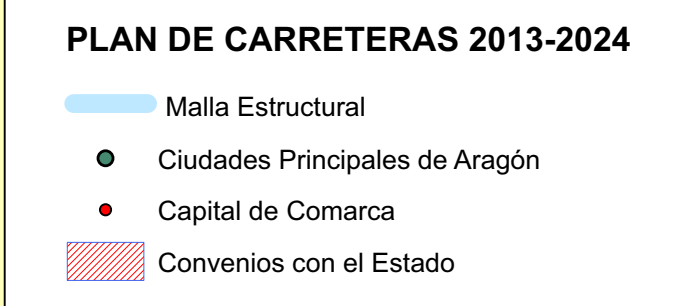 PLAN DE CARRETERAS 2013-2024
Malla Estructural
Ciudades Principales de Aragón
Capital de Comarca
Convenios con el Estado